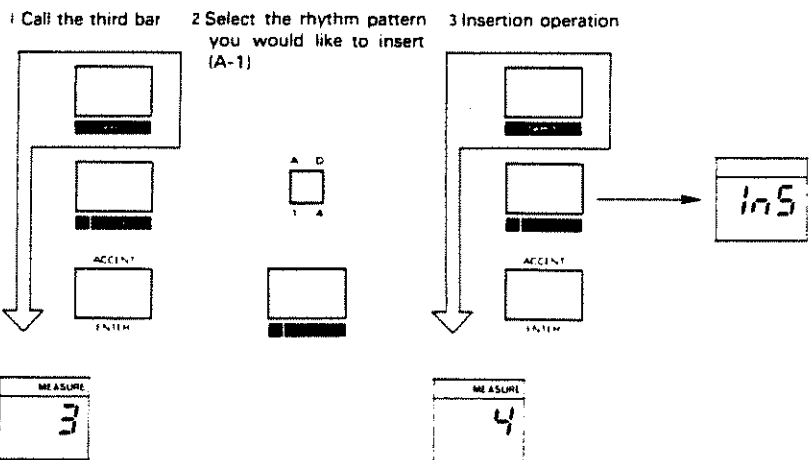 1 Call the third bar
2 Select the rhythm pattern
you would like to insert
(A-1)
3 Insertion operation
A D
1 4
InS
ACCENT
ENTER
ACCENT
ENTER
MEASURE
3
MEASURE
4